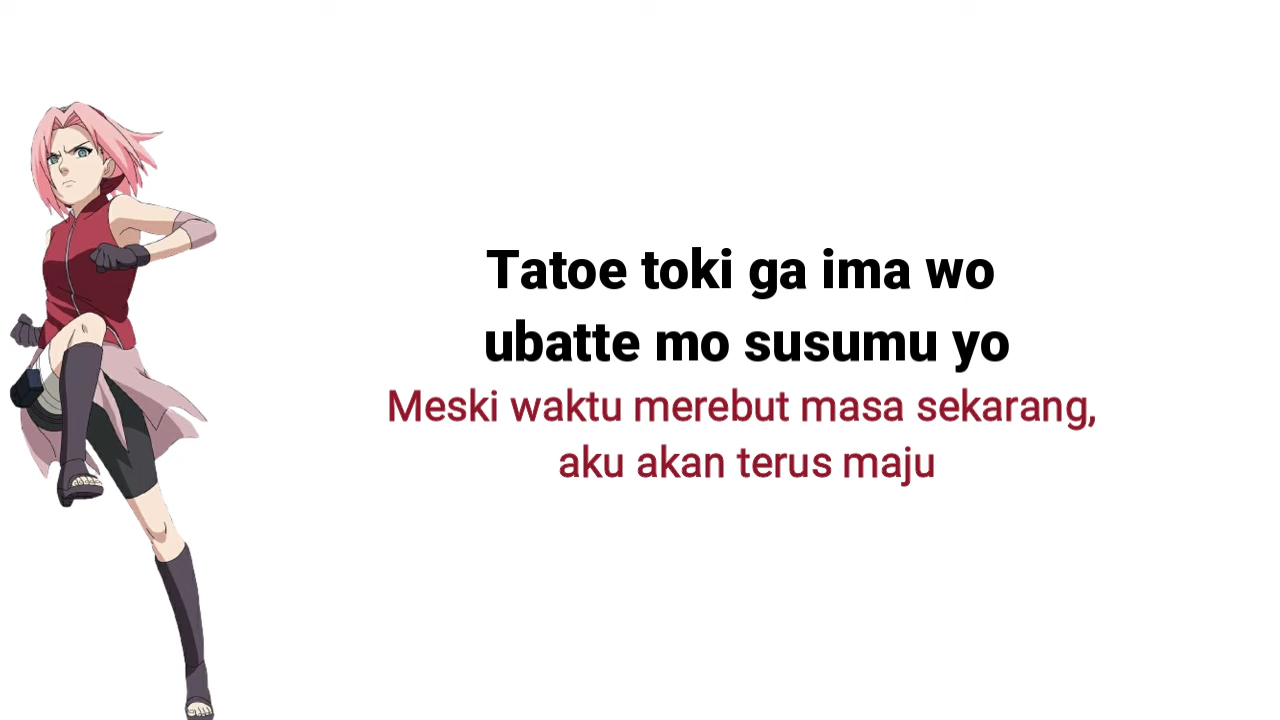 Tatoe toki ga ima wo
ubatte mo susumu yo
Meski waktu merebut masa sekarang,
aku akan terus maju